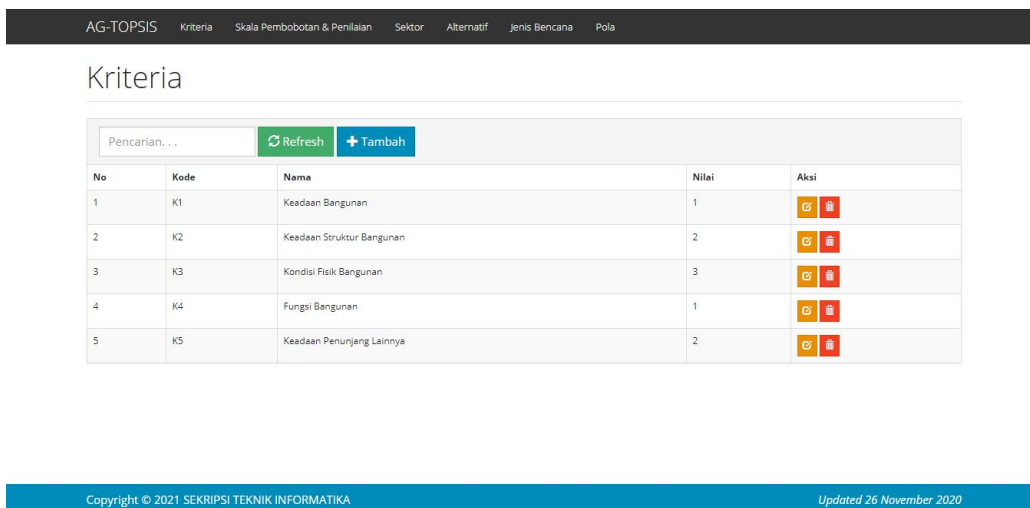 AG-TOPSIS Kriteria Skala Pembobotan & Penilaian Sektor Alternatif Jenis Bencana Pola
Kriteria
Pencarian. . . Refresh Tambah
No Kode Nama Nilai Aksi
1 K1 Keadaan Bangunan 1
2 K2 Keadaan Struktur Bangunan 2
3 K3 Kondisi Fisik Bangunan 3
4 K4 Fungsi Bangunan 1
5 K5 Keadaan Penunjang Lainnya 2
Copyright © 2021 SEKRIPSI TEKNIK INFORMATIKA Updated 26 November 2020